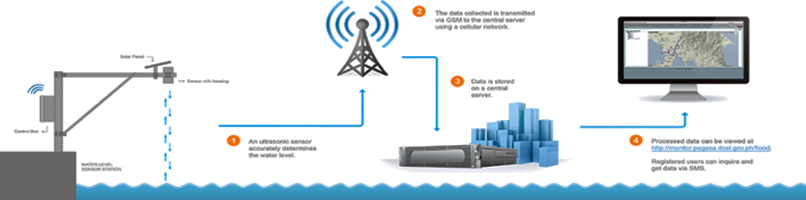 Solar Panel
Sensor with housing
Control Box
WATER-LEVEL
SENSOR STATION
1
An ultrasonic sensor
accurately determines
the water level.
2
The data collected is transmitted
via GSM to the central server
using a cellular network.
3
Data is stored
on a central
server.
4
Processed data can be viewed at
http://monitor.pagasa.dost.gov.ph/flood.
Registered users can inquire and
get data via SMS.